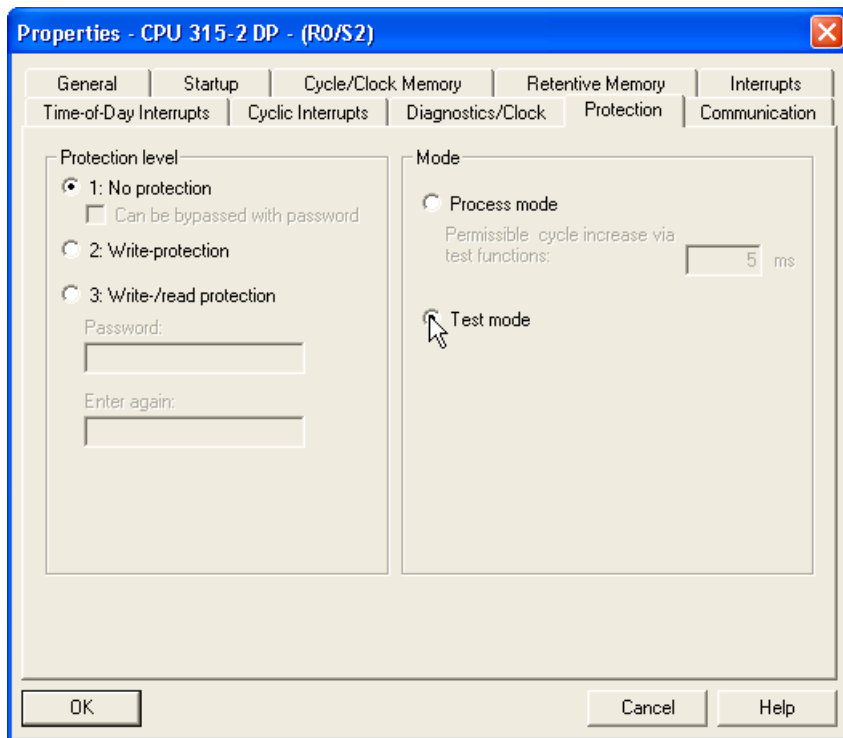 Properties - CPU 315-2 DP - (R0/S2)
General Startup Cycle/Clock Memory Retentive Memory Interrupts
Time-of-Day Interrupts Cyclic Interrupts Diagnostics/Clock Protection Communication
Protection level
1: No protection
Can be bypassed with password
2: Write-protection
3: Write-/read protection
Password:
Enter again:
Mode
Process mode
Permissible cycle increase via
test functions:
5 ms
Test mode
OK Cancel Help